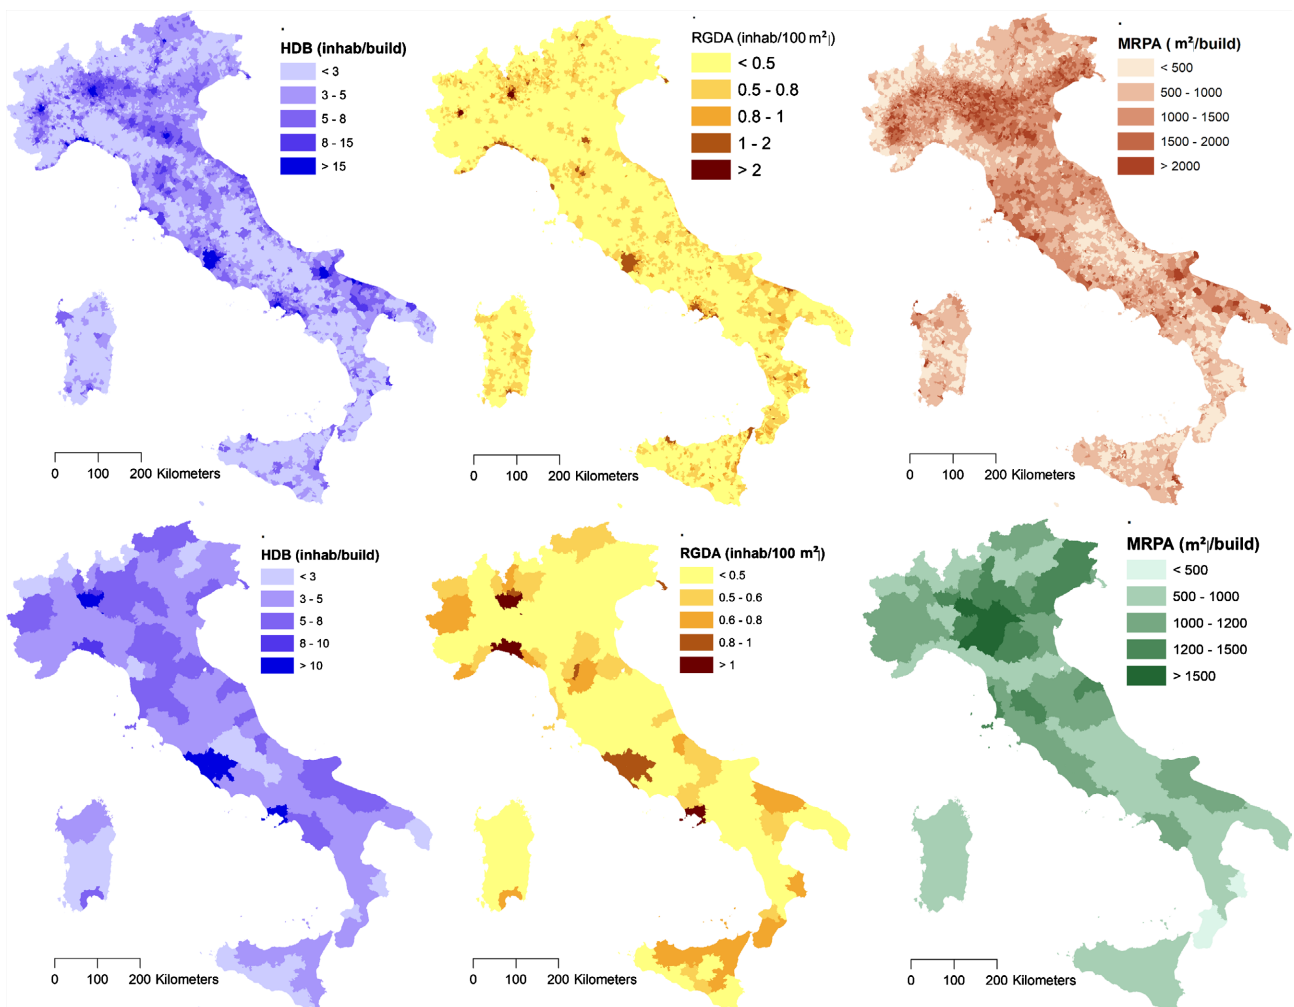 HDB (inhab/build)
< 3
3 - 5
5 - 8
8 - 15
> 15
0 100 200 Kilometers
RGDA (inhab/100 m²)
< 0.5
0.5 - 0.8
0.8 - 1
1 - 2
> 2
0 100 200 Kilometers
MRPA ( m²/build)
< 500
500 - 1000
1000 - 1500
1500 - 2000
> 2000
0 100 200 Kilometers
HDB (inhab/build)
< 3
3 - 5
5 - 8
8 - 10
> 10
0 100 200 Kilometers
RGDA (inhab/100 m²)
< 0.5
0.5 - 0.6
0.6 - 0.8
0.8 - 1
> 1
0 100 200 Kilometers
MRPA (m²/build)
< 500
500 - 1000
1000 - 1200
1200 - 1500
> 1500
0 100 200 Kilometers